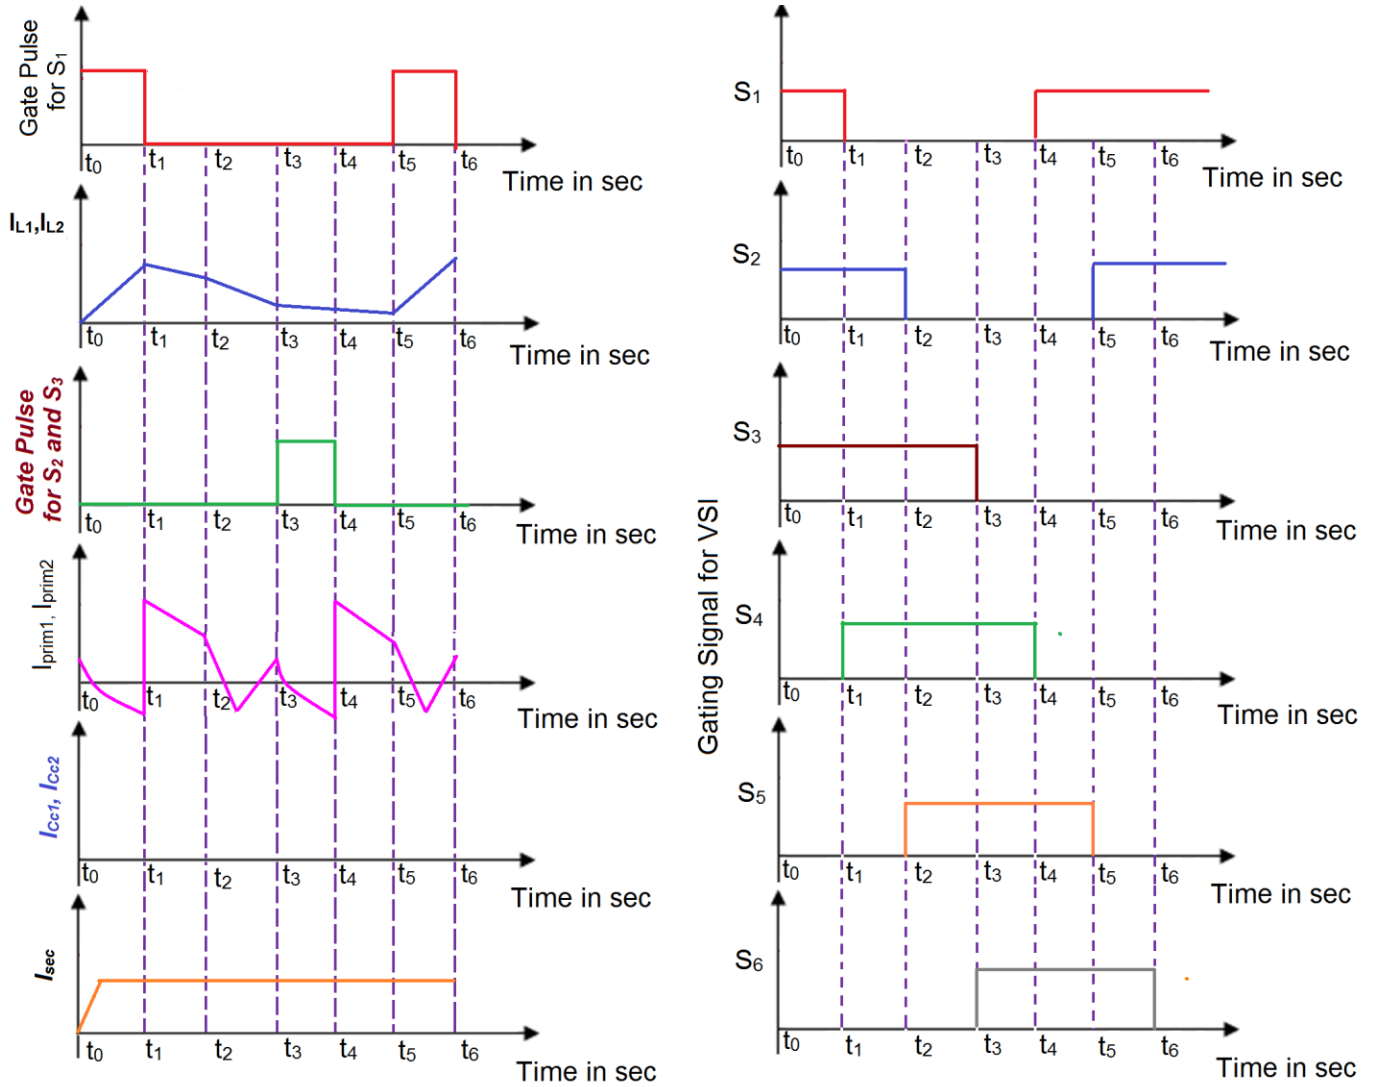 Gate Pulse
for S1
t0 t1 t2 t3 t4 t5 t6
Time in sec
IL1,IL2
t0 t1 t2 t3 t4 t5 t6
Time in sec
Gate Pulse
for S2 and S3
t0 t1 t2 t3 t4 t5 t6
Time in sec
Iprim1, Iprim2
t0 t1 t2 t3 t4 t5 t6
Time in sec
ICc1, ICc2
t0 t1 t2 t3 t4 t5 t6
Time in sec
Isec
t0 t1 t2 t3 t4 t5 t6
Time in sec
Gating Signal for VSI
S1
t0 t1 t2 t3 t4 t5 t6
Time in sec
S2
t0 t1 t2 t3 t4 t5 t6
Time in sec
S3
t0 t1 t2 t3 t4 t5 t6
Time in sec
S4
t0 t1 t2 t3 t4 t5 t6
Time in sec
S5
t0 t1 t2 t3 t4 t5 t6
Time in sec
S6
t0 t1 t2 t3 t4 t5 t6
Time in sec